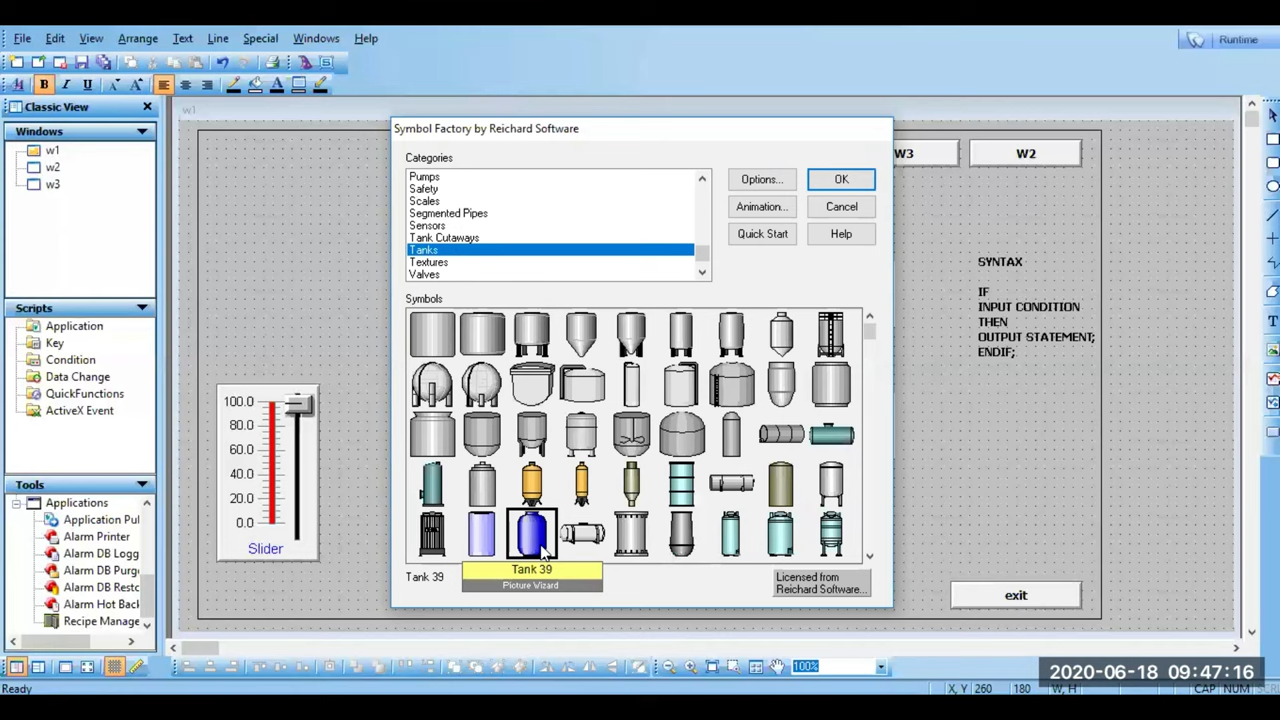 File Edit View Arrange Text Line Special Windows Help
Runtime
B I U
Classic View
Windows
w1
w2
w3
Scripts
Application
Key
Condition
Data Change
QuickFunctions
ActiveX Event
Tools
Applications
Application Pul
Alarm Printer
Alarm DB Logg
Alarm DB Purg
Alarm DB Resto
Alarm Hot Back
Recipe Manage
w1
W3
W2
SYNTAX
IF
INPUT CONDITION
THEN
OUTPUT STATEMENT;
ENDIF;
100.0
80.0
60.0
40.0
20.0
0.0
Slider
exit
Symbol Factory by Reichard Software
Categories
Pumps
Safety
Scales
Segmented Pipes
Sensors
Tank Cutaways
Tanks
Textures
Valves
Options...
OK
Animation...
Cancel
Quick Start
Help
Symbols
Tank 39
Tank 39
Picture Wizard
Licensed from
Reichard Software...
100%
2020-06-18 09:47:16
Ready
X, Y 260 180 W, H
CAP NUM